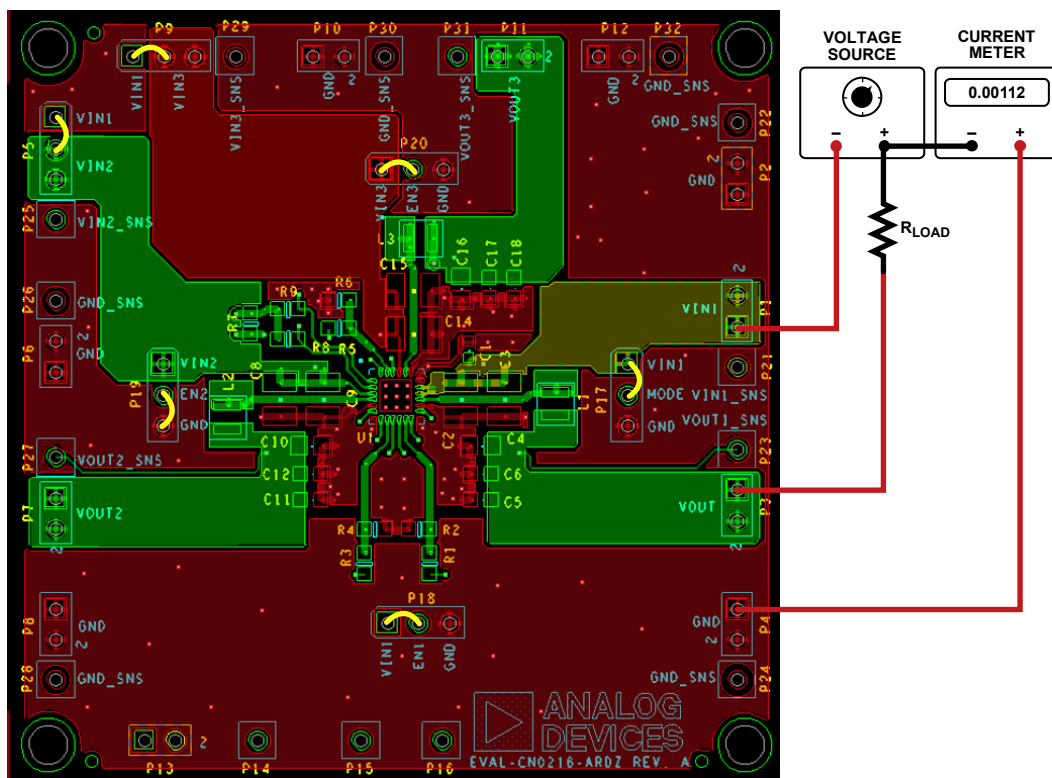 P9
P29
P10
P30
P31
P11
P12
P32
2
2
2
VIN1
VIN3
VIN3_SNS
GND
GND_SNS
VOUT3_SNS
VOUT3
GND
GND_SNS
VOLTAGE
SOURCE
CURRENT
METER
0.00112
−
+
−
+
RLOAD
P5
VIN1
VIN2
P25
VIN2_SNS
P20
VIN3
EN3
GND
GND_SNS
P22
2
GND
P2
P26
GND_SNS
P6
2
GND
L3
C15
C16
C17
C18
C14
R9
R6
R7
R8
R5
C1
E3
2
VIN1
P1
P21
VIN1_SNS
VIN2
P19
EN2
GND
L2
C8
C9
U1
C2
C4
L1
P17
VIN1
MODE
GND
VOUT1_SNS
P23
P27
VOUT2_SNS
C10
C12
C11
C6
C5
P7
VOUT2
2
VOUT
P3
2
R4
R2
R3
R1
P18
VIN1
EN1
GND
P8
GND
2
P28
GND_SNS
GND
2
P4
GND_SNS
P24
ANALOG
DEVICES
EVAL-CN0216-ARDZ REV. A
P13
2
P14
P15
P16